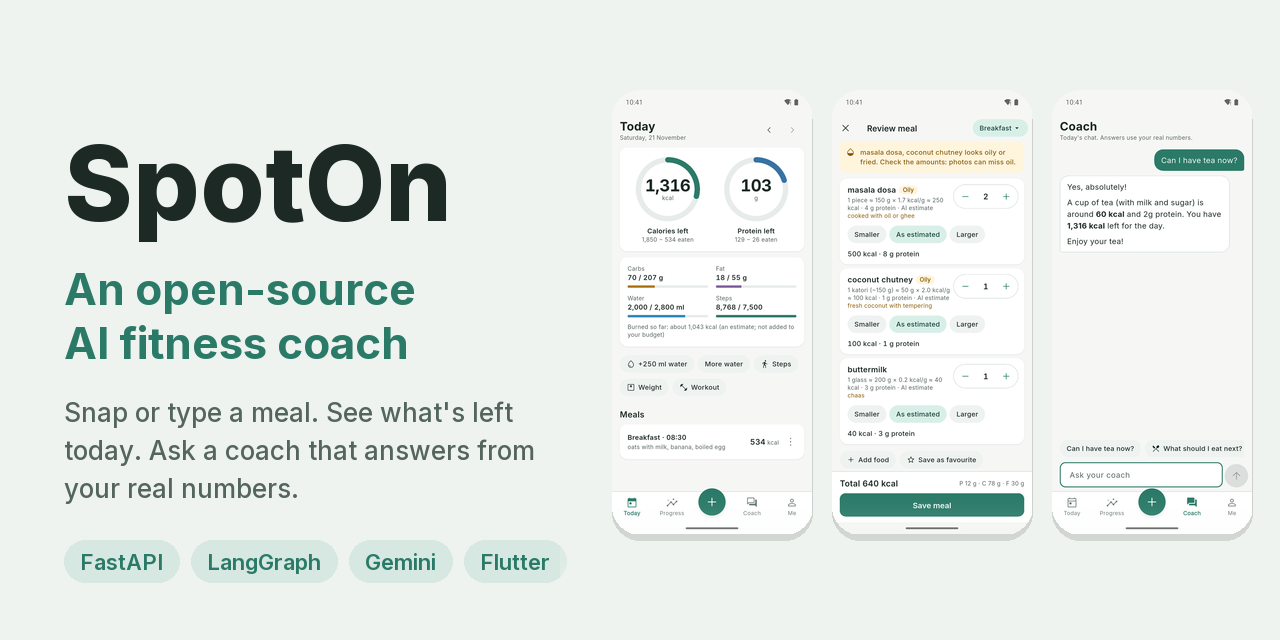 SpotOn
An open-source
AI fitness coach
Snap or type a meal. See what's left
today. Ask a coach that answers from
your real numbers.
FastAPI
LangGraph
Gemini
Flutter
10:41
Today
Saturday, 21 November
1,316
kcal
Calories left
1,850 − 534 eaten
103
g
Protein left
129 − 26 eaten
Carbs
70 / 207 g
Fat
18 / 55 g
Water
2,000 / 2,800 ml
Steps
8,768 / 7,500
Burned so far: about 1,043 kcal (an estimate; not added to
your budget)
+250 ml water
More water
Steps
Weight
Workout
Meals
Breakfast · 08:30
oats with milk, banana, boiled egg
534 kcal
Today
Progress
Coach
Me
10:41
Review meal
Breakfast
masala dosa, coconut chutney looks oily or
fried. Check the amounts: photos can miss oil.
masala dosa Oily
1 piece = 150 g × 1.7 kcal/g = 250
kcal · 4 g protein · AI estimate
cooked with oil or ghee
2
Smaller
As estimated
Larger
500 kcal · 8 g protein
coconut chutney Oily
1 katori (~150 g) = 50 g × 2.0 kcal/g
= 100 kcal · 1 g protein · AI estimate
fresh coconut with tempering
1
Smaller
As estimated
Larger
100 kcal · 1 g protein
buttermilk
1 glass = 200 g × 0.2 kcal/g = 40
kcal · 3 g protein · AI estimate
chaas
1
Smaller
As estimated
Larger
40 kcal · 3 g protein
Add food
Save as favourite
Total 640 kcal
P 12 g · C 78 g · F 30 g
Save meal
10:41
Coach
Today's chat. Answers use your real numbers.
Can I have tea now?
Yes, absolutely!
A cup of tea (with milk and sugar) is
around 60 kcal and 2g protein. You have
1,316 kcal left for the day.
Enjoy your tea!
Can I have tea now?
What should I eat next?
Ask your coach
Today
Progress
Coach
Me